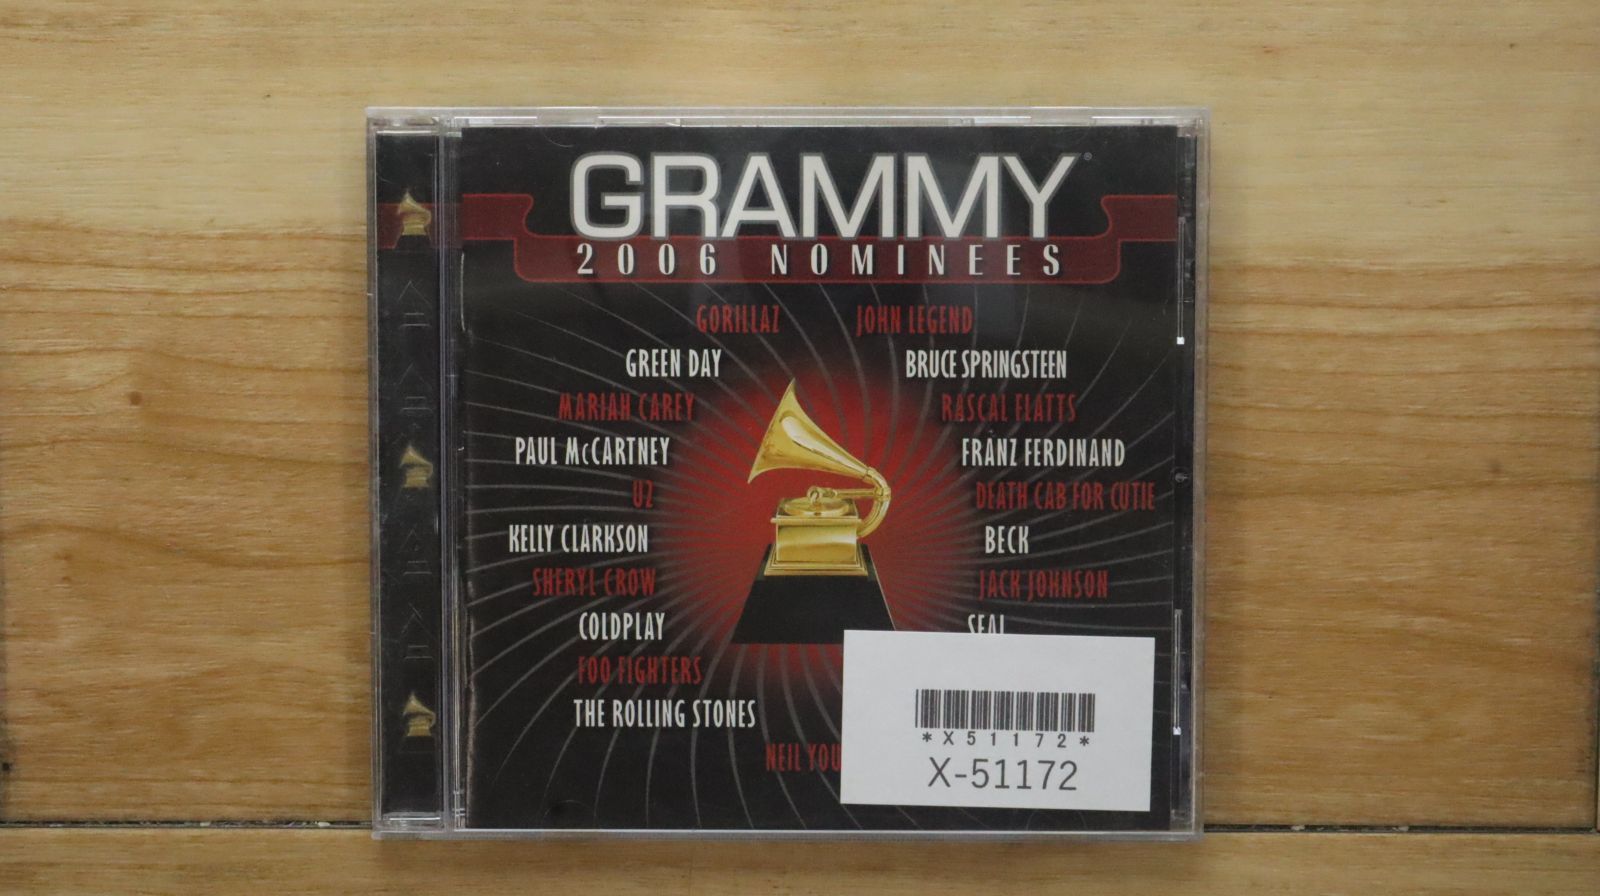 GRAMMY®
2006 NOMINEES
GORILLAZ JOHN LEGEND
GREEN DAY BRUCE SPRINGSTEEN
MARIAH CAREY RASCAL FLATTS
PAUL McCARTNEY FRANZ FERDINAND
U2 DEATH CAB FOR CUTIE
KELLY CLARKSON BECK
SHERYL CROW JACK JOHNSON
COLDPLAY SEAL
FOO FIGHTERS
THE ROLLING STONES
NEIL YOU
*X51172*
X-51172